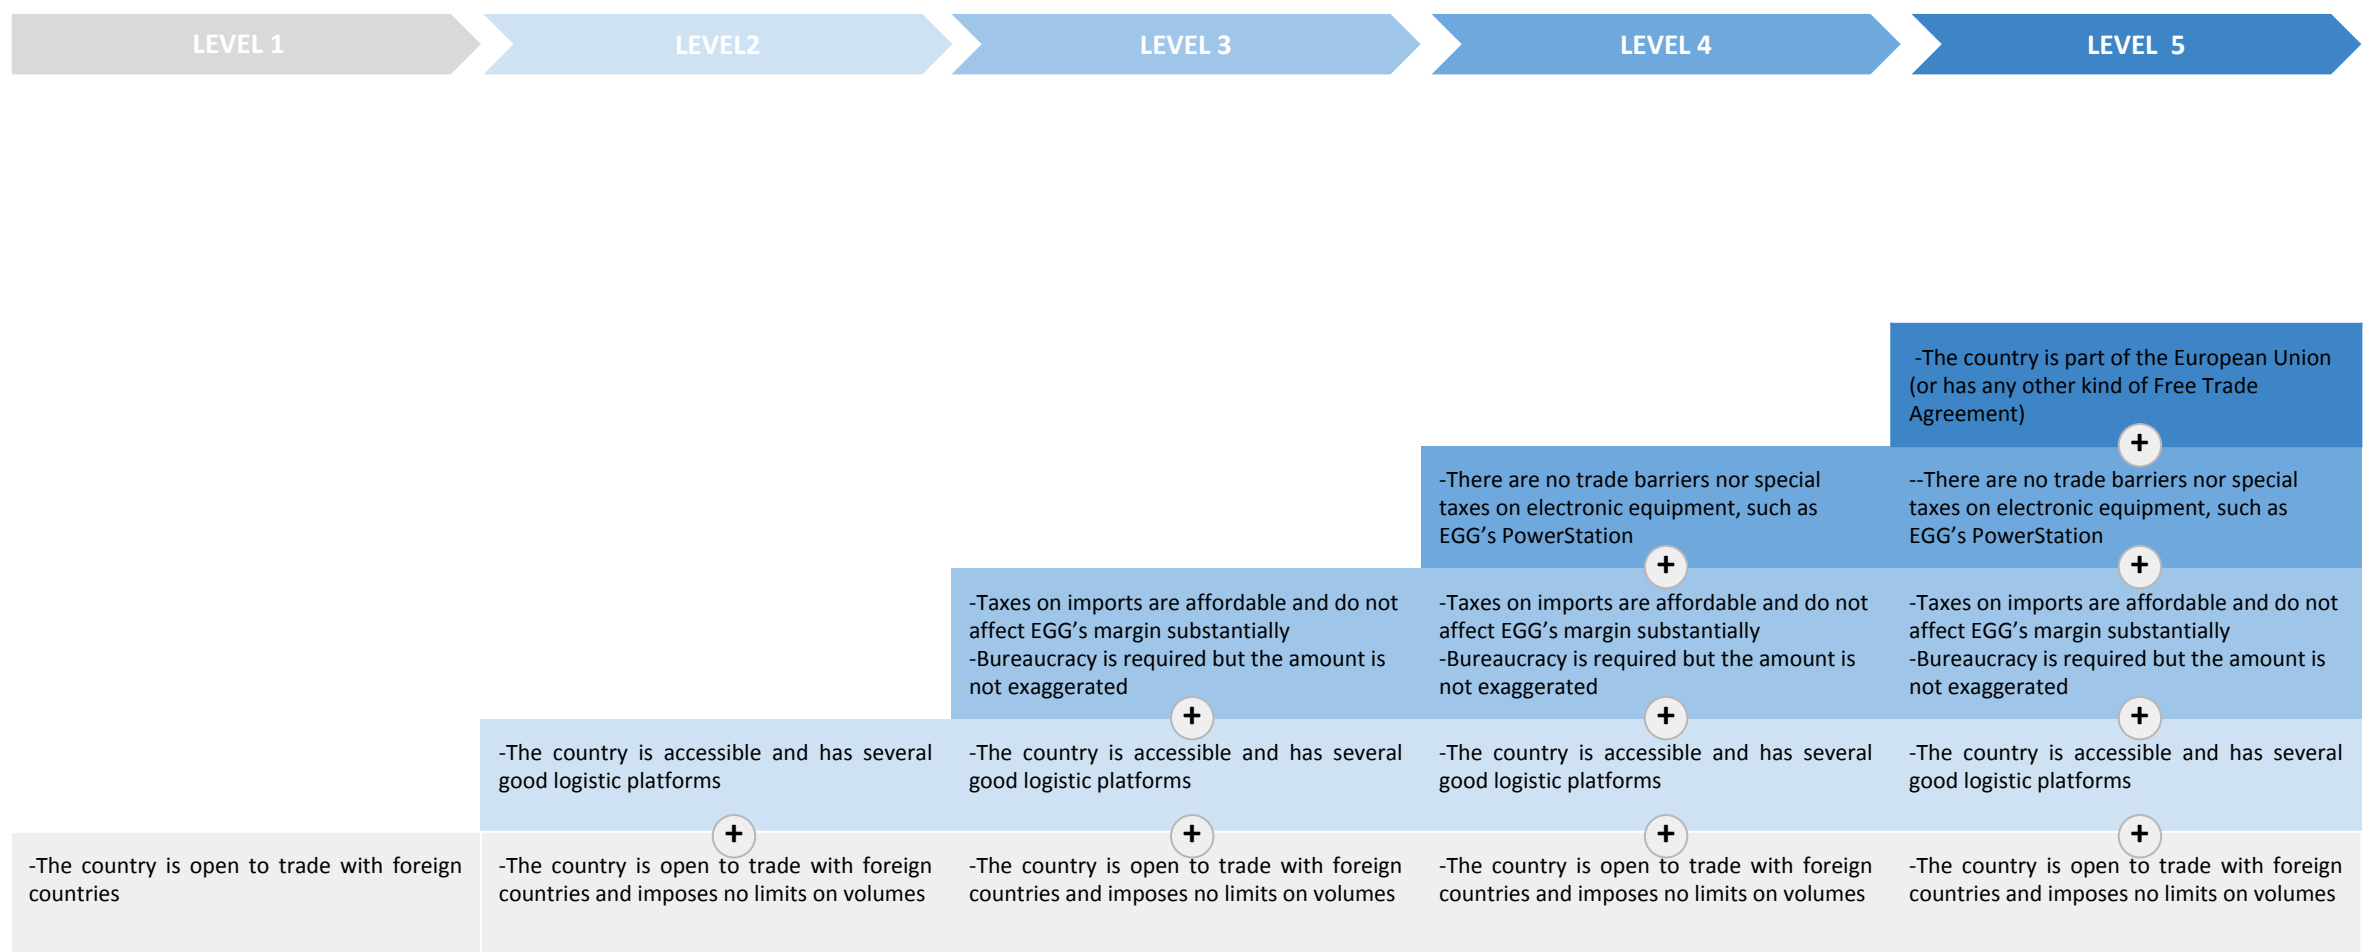 LEVEL 1
LEVEL2
LEVEL 3
LEVEL 4
LEVEL 5
-The country is part of the European Union
(or has any other kind of Free Trade
Agreement)
+
-There are no trade barriers nor special
taxes on electronic equipment, such as
EGG’s PowerStation
+
--There are no trade barriers nor special
taxes on electronic equipment, such as
EGG’s PowerStation
+
-Taxes on imports are affordable and do not
affect EGG’s margin substantially
-Bureaucracy is required but the amount is
not exaggerated
+
-Taxes on imports are affordable and do not
affect EGG’s margin substantially
-Bureaucracy is required but the amount is
not exaggerated
+
-Taxes on imports are affordable and do not
affect EGG’s margin substantially
-Bureaucracy is required but the amount is
not exaggerated
+
-The country is accessible and has several
good logistic platforms
+
-The country is accessible and has several
good logistic platforms
+
-The country is accessible and has several
good logistic platforms
+
-The country is accessible and has several
good logistic platforms
+
-The country is open to trade with foreign
countries
-The country is open to trade with foreign
countries and imposes no limits on volumes
-The country is open to trade with foreign
countries and imposes no limits on volumes
-The country is open to trade with foreign
countries and imposes no limits on volumes
-The country is open to trade with foreign
countries and imposes no limits on volumes